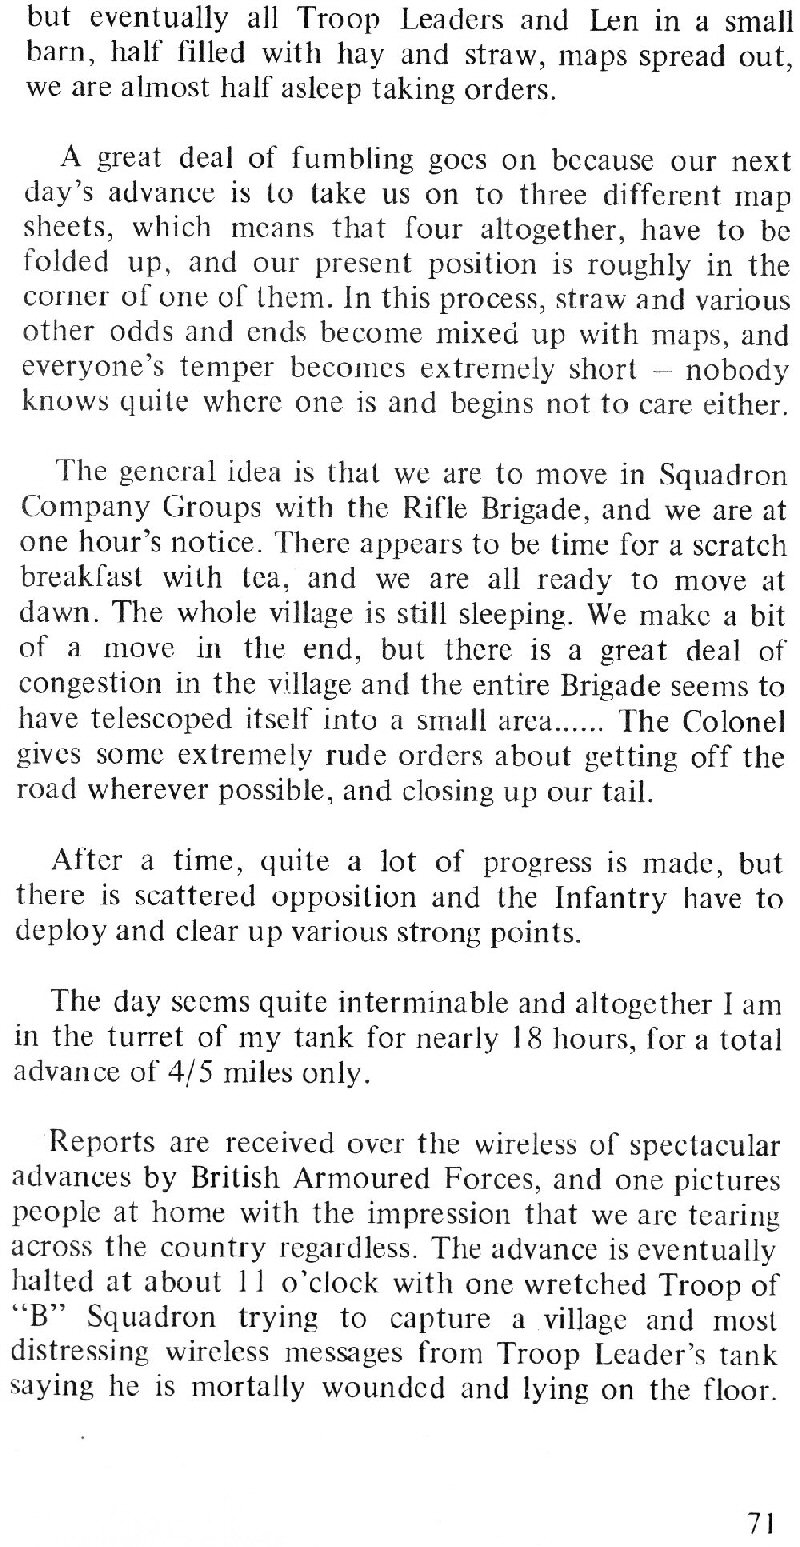 but eventually all Troop Leaders and Len in a small
barn, half filled with hay and straw, maps spread out,
we are almost half asleep taking orders.
A great deal of fumbling goes on because our next
day's advance is to take us on to three different map
sheets, which means that four altogether, have to be
folded up, and our present position is roughly in the
corner of one of them. In this process, straw and various
other odds and ends become mixed up with maps, and
everyone's temper becomes extremely short – nobody
knows quite where one is and begins not to care either.
The general idea is that we are to move in Squadron
Company Groups with the Rifle Brigade, and we are at
one hour's notice. There appears to be time for a scratch
breakfast with tea, and we are all ready to move at
dawn. The whole village is still sleeping. We make a bit
of a move in the end, but there is a great deal of
congestion in the village and the entire Brigade seems to
have telescoped itself into a small area...... The Colonel
gives some extremely rude orders about getting off the
road wherever possible, and closing up our tail.
After a time, quite a lot of progress is made, but
there is scattered opposition and the Infantry have to
deploy and clear up various strong points.
The day seems quite interminable and altogether I am
in the turret of my tank for nearly 18 hours, for a total
advance of 4/5 miles only.
Reports are received over the wireless of spectacular
advances by British Armoured Forces, and one pictures
people at home with the impression that we are tearing
across the country regardless. The advance is eventually
halted at about 11 o'clock with one wretched Troop of
"B" Squadron trying to capture a village and most
distressing wireless messages from Troop Leader's tank
saying he is mortally wounded and lying on the floor.
71